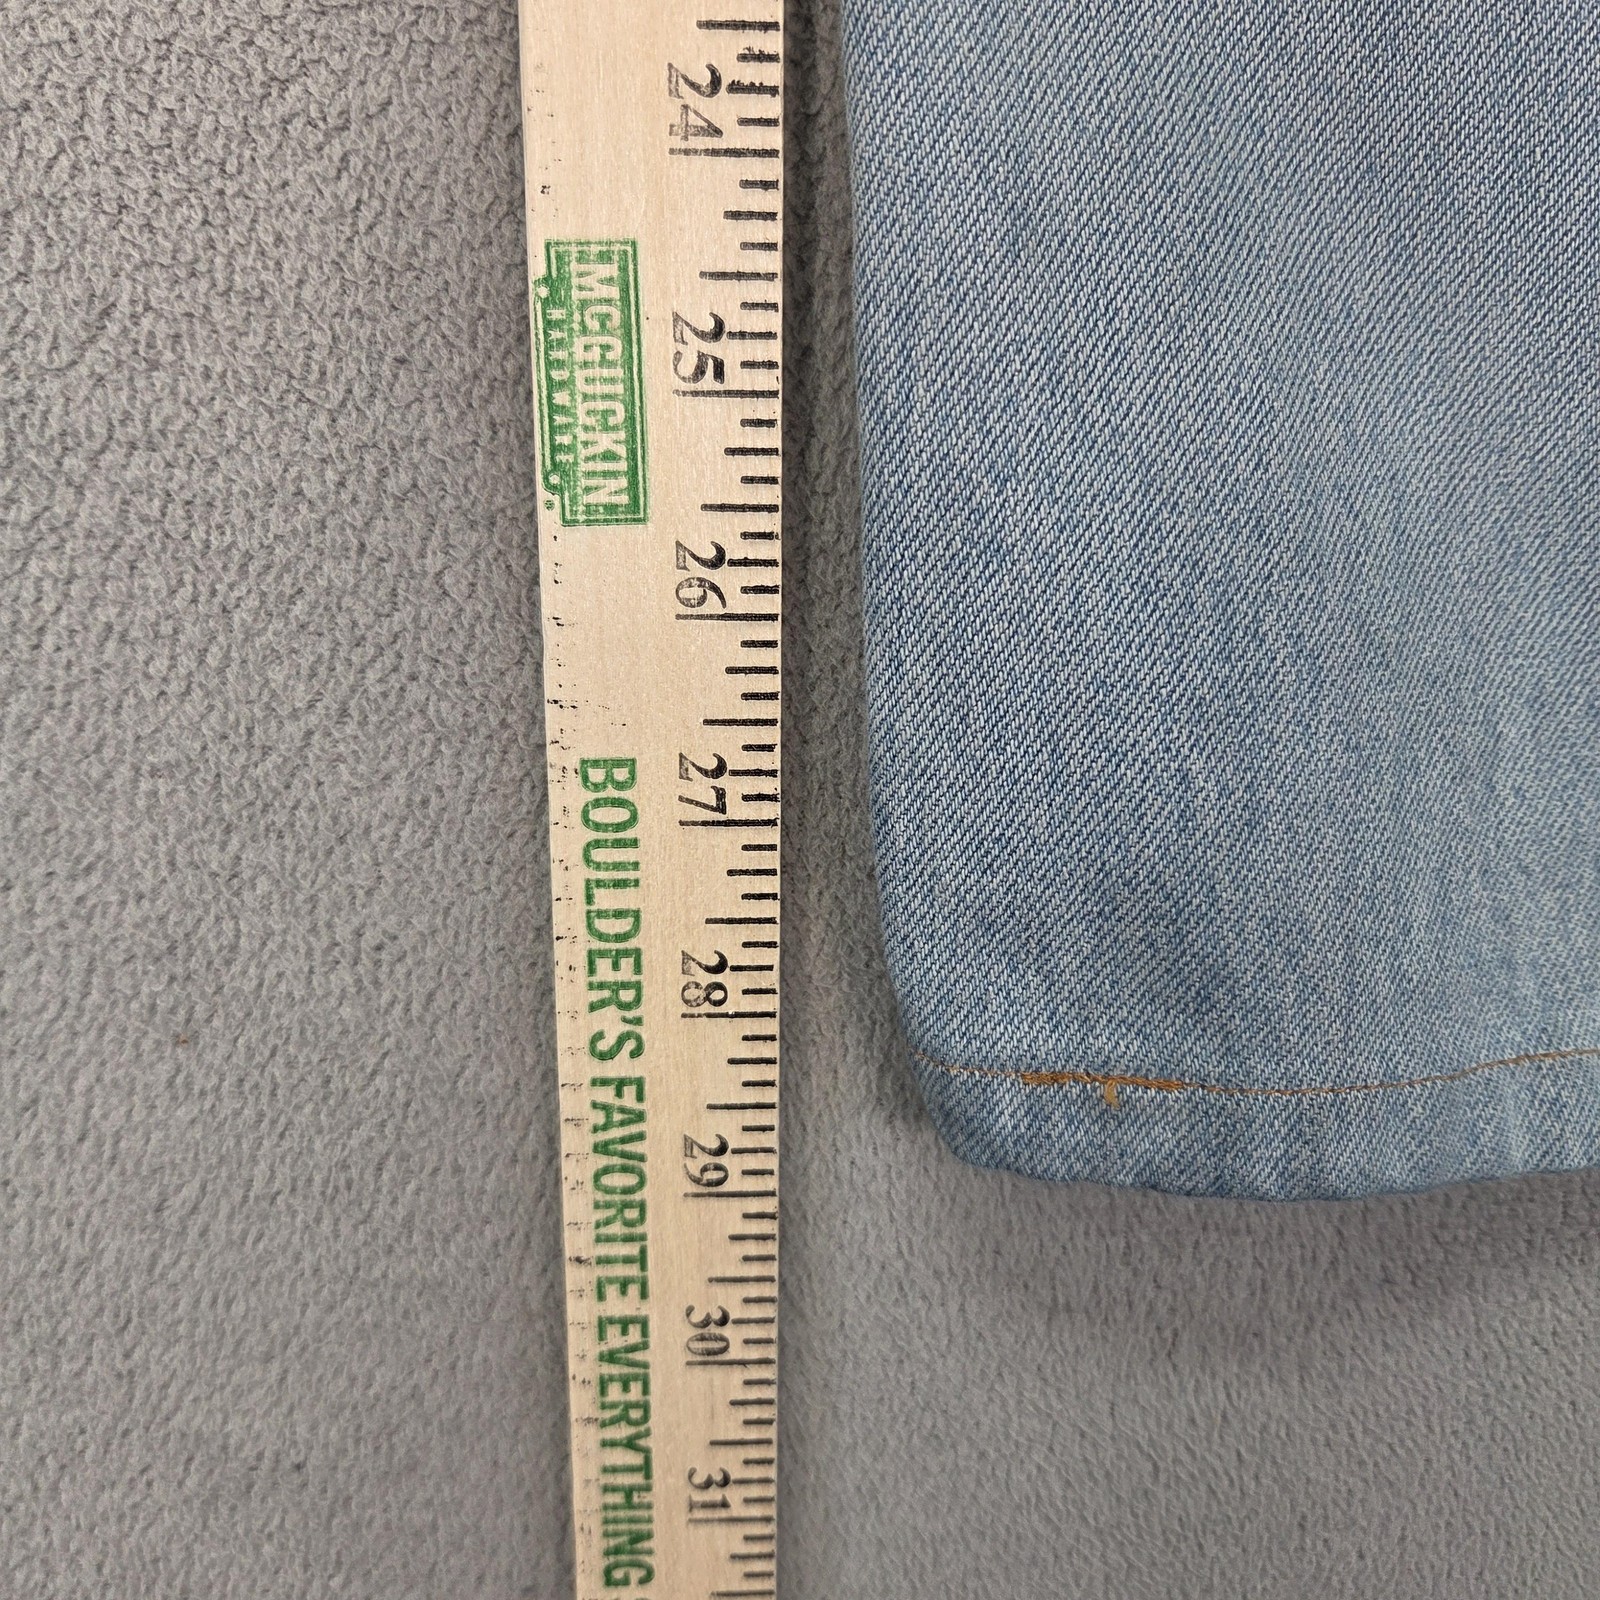 24
25
26
27
28
29
30
31
McGUCKIN
HARDWARE
BOULDER'S FAVORITE EVERYTHING